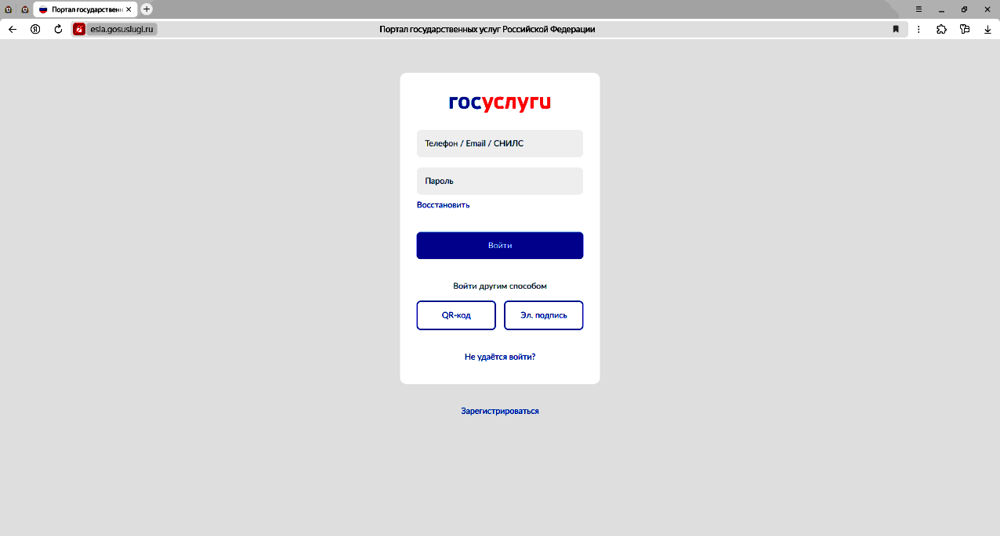 Портал государственн
esia.gosuslugi.ru
Портал государственных услуг Российской Федерации
госуслуги
Телефон / Email / СНИЛС
Пароль
Восстановить
Войти
Войти другим способом
QR-код
Эл. подпись
Не удаётся войти?
Зарегистрироваться